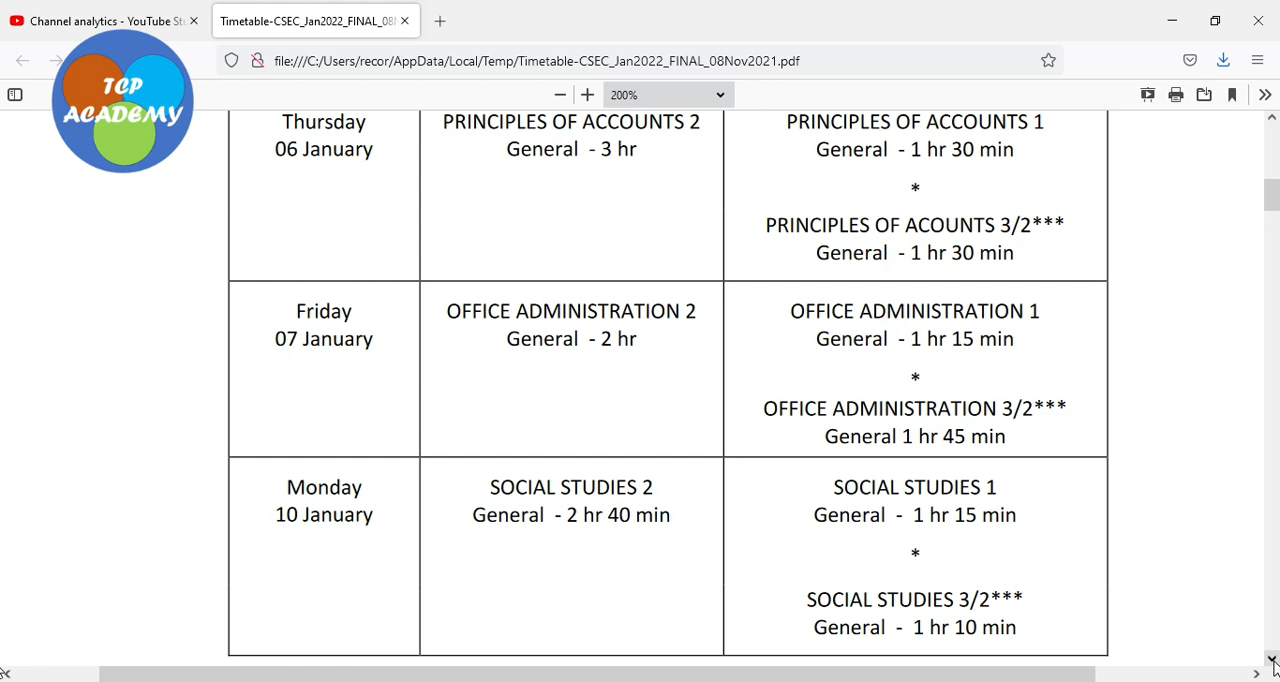 Channel analytics - YouTube St
Timetable-CSEC_Jan2022_FINAL_08
file:///C:/Users/recor/AppData/Local/Temp/Timetable-CSEC_Jan2022_FINAL_08Nov2021.pdf
TCP
ACADEMY
200%
Thursday
06 January
PRINCIPLES OF ACCOUNTS 2
General - 3 hr
PRINCIPLES OF ACCOUNTS 1
General - 1 hr 30 min
*
PRINCIPLES OF ACOUNTS 3/2***
General - 1 hr 30 min
Friday
07 January
OFFICE ADMINISTRATION 2
General - 2 hr
OFFICE ADMINISTRATION 1
General - 1 hr 15 min
*
OFFICE ADMINISTRATION 3/2***
General 1 hr 45 min
Monday
10 January
SOCIAL STUDIES 2
General - 2 hr 40 min
SOCIAL STUDIES 1
General - 1 hr 15 min
*
SOCIAL STUDIES 3/2***
General - 1 hr 10 min